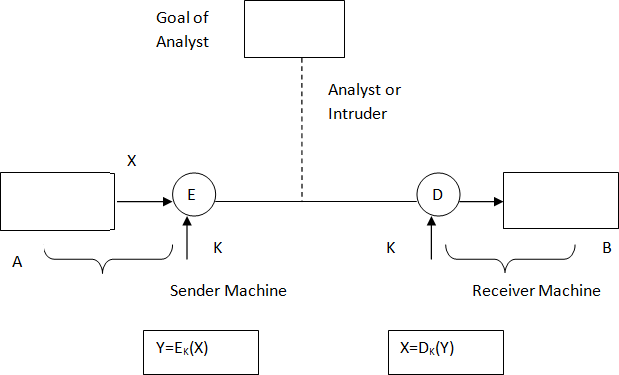 Goal of
Analyst
Analyst or
Intruder
X
E
D
A
K
K
B
Sender Machine
Receiver Machine
Y=EK(X)
X=DK(Y)